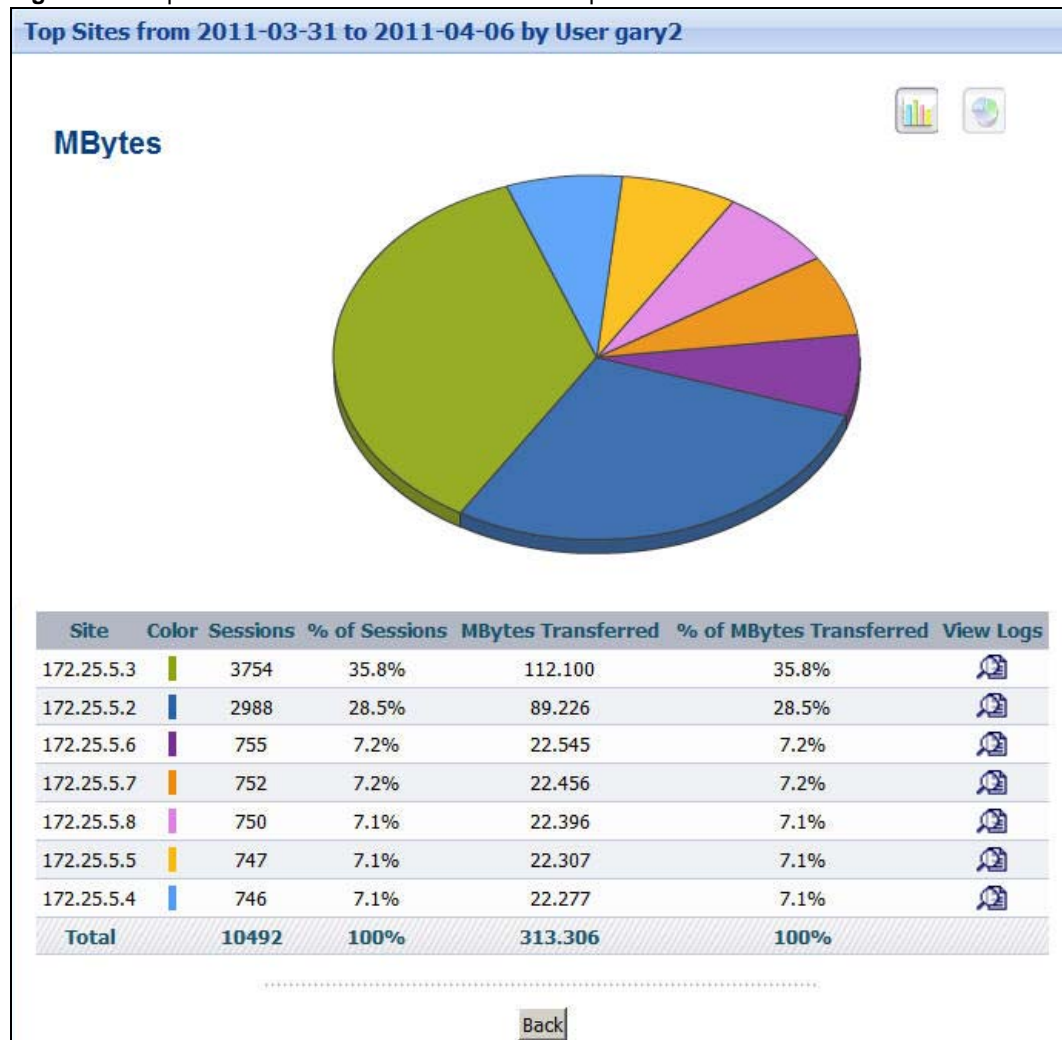 Top Sites from 2011-03-31 to 2011-04-06 by User gary2
MBytes
Site Color Sessions % of Sessions MBytes Transferred % of MBytes Transferred View Logs
172.25.5.3 3754 35.8% 112.100 35.8%
172.25.5.2 2988 28.5% 89.226 28.5%
172.25.5.6 755 7.2% 22.545 7.2%
172.25.5.7 752 7.2% 22.456 7.2%
172.25.5.8 750 7.1% 22.396 7.1%
172.25.5.5 747 7.1% 22.307 7.1%
172.25.5.4 746 7.1% 22.277 7.1%
Total 10492 100% 313.306 100%
Back